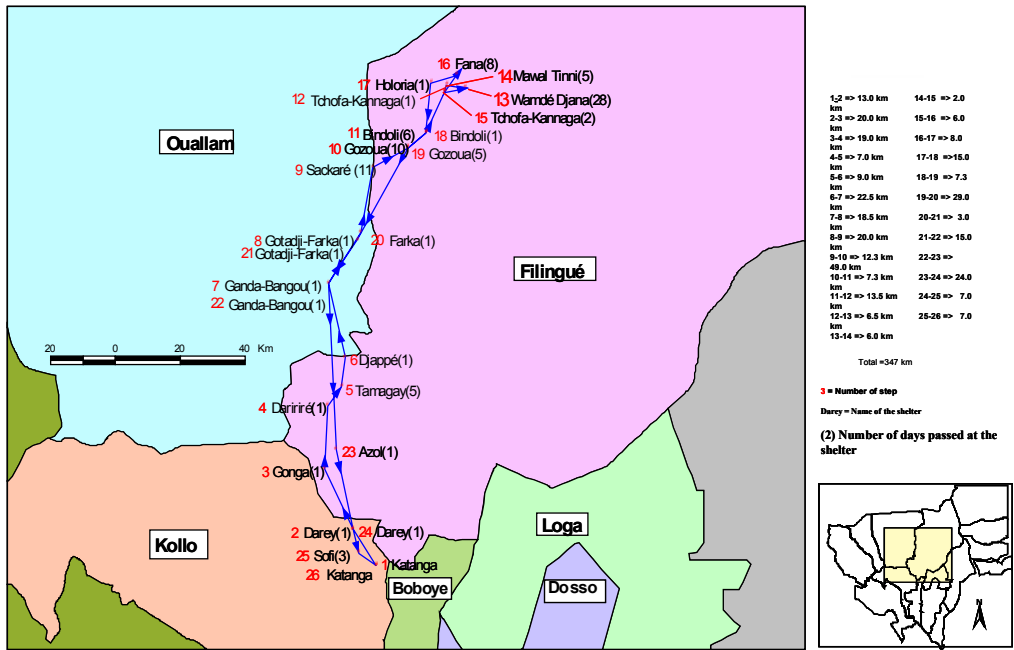 16 Fana(8)
14 Mawal Tinni(5)
17 Holoria(1)
12 Tchofa-Kannaga(1)
13 Wamdé Djana(28)
15 Tchofa-Kannaga(2)
11 Bindoli(6)
18 Bindoli(1)
Ouallam
10 Gozoua(10)
19 Gozoua(5)
9 Sackaré (11)
8 Gotadji-Farka(1)
20 Farka(1)
21 Gotadji-Farka(1)
Filingué
7 Ganda-Bangou(1)
22 Ganda-Bangou(1)
20 0 20 40 Km
6 Djappé(1)
5 Tamagay(5)
4 Daririré(1)
23 Azol(1)
3 Gonga(1)
2 Darey(1)
24 Darey(1)
Loga
Kollo
25 Sofi(3)
1 Katanga
26 Katanga
Boboye
Dosso
1-2 => 13.0 km 14-15 => 2.0
km
2-3 => 20.0 km 15-16 => 6.0
km
3-4 => 19.0 km 16-17 => 8.0
km
4-5 => 7.0 km 17-18 =>15.0
km
5-6 => 9.0 km 18-19 => 7.3
km
6-7 => 22.5 km 19-20 => 29.0
km
7-8 => 18.5 km 20-21 => 3.0
km
8-9 => 20.0 km 21-22 => 15.0
km
9-10 => 12.3 km 22-23 =>
49.0 km
10-11 => 7.3 km 23-24 => 24.0
km
11-12 => 13.5 km 24-25 => 7.0
km
12-13 => 6.5 km 25-26 => 7.0
km
13-14 => 6.0 km
Total =347 km
3 = Number of step
Darey = Name of the shelter
(2) Number of days passed at the
shelter
N